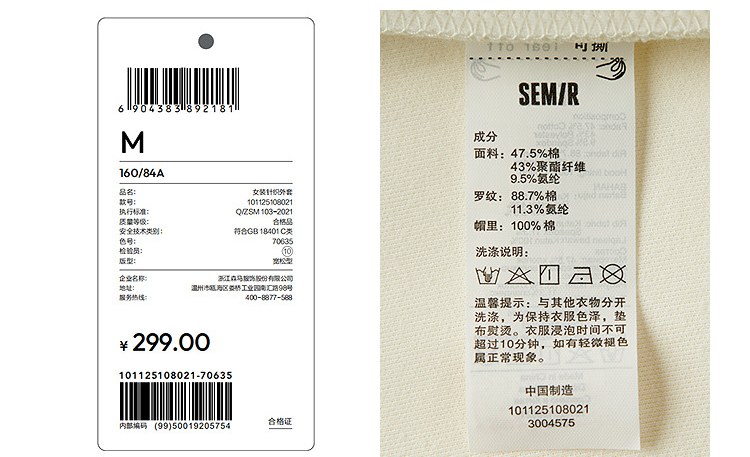 6 904383 892181
M
160/84A
品名: 女装针织外套
款号: 101125108021
执行标准: Q/ZSM 103-2021
质量等级: 合格品
安全技术类别: 符合GB 18401 C类
色号: 70635
检验员: 10
版型: 宽松型
企业名称: 浙江森马服饰股份有限公司
地址: 温州市瓯海区娄桥工业园南汇路98号
服务热线: 400-8877-588
¥ 299.00
101125108021-70635
内部编码 (99)50019205754
合格证
Tear off
可撕
SEMIR
成分
面料: 47.5%棉
43%聚酯纤维
9.5%氨纶
罗纹: 88.7%棉
11.3%氨纶
帽里: 100%棉
洗涤说明:
温馨提示: 与其他衣物分开
洗涤, 为保持衣服色泽, 垫
布熨烫。衣服浸泡时间不可
超过10分钟, 如有轻微褪色
属正常现象。
中国制造
101125108021
3004575